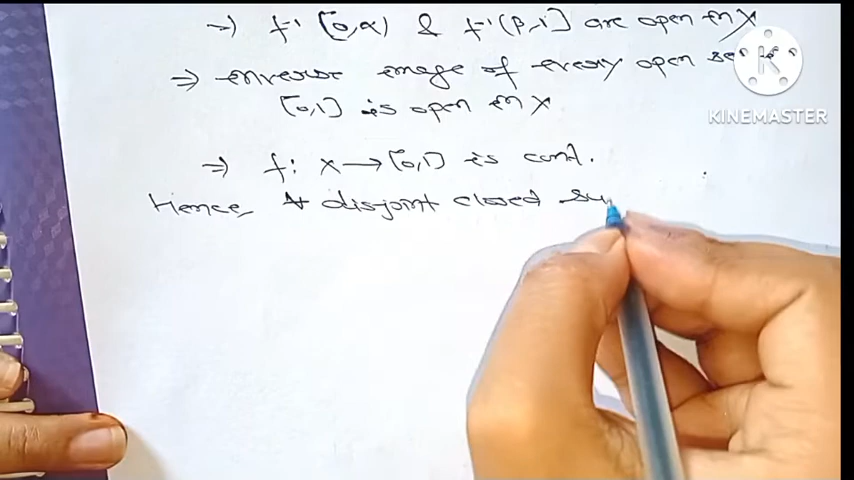 ⇒ f⁻¹ [0,α) & f⁻¹(β,1] are open in X
⇒ inverse image of every open set
[0,1] is open in X
⇒ f: X → [0,1] is cont.
Hence, ∀ disjoint closed su
K
KINEMASTER